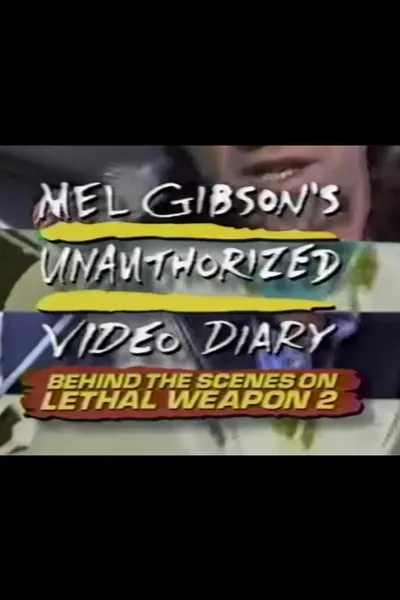 MEL GIBSON'S
UNAUTHORIZED
VIDEO DIARY
BEHIND THE SCENES ON
LETHAL WEAPON 2